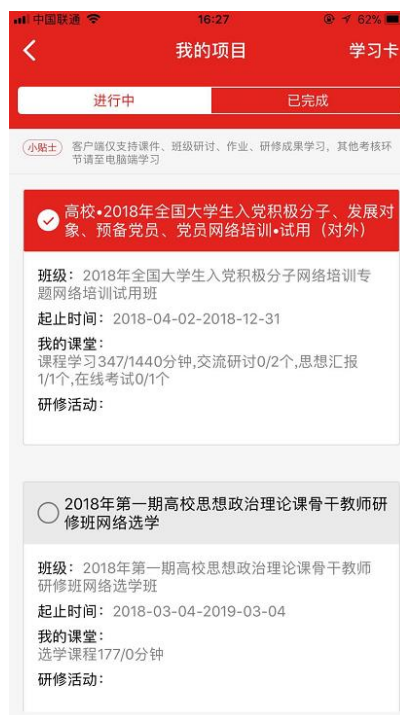 中国联通 16:27 62%
我的项目 学习卡
进行中 已完成
小贴士 客户端仅支持课件、班级研讨、作业、研修成果学习，其他考核环
节请至电脑端学习
高校•2018年全国大学生入党积极分子、发展对
象、预备党员、党员网络培训•试用（对外）
班级：2018年全国大学生入党积极分子网络培训专
题网络培训试用班
起止时间：2018-04-02-2018-12-31
我的课堂：
课程学习347/1440分钟,交流研讨0/2个,思想汇报
1/1个,在线考试0/1个
研修活动：
2018年第一期高校思想政治理论课骨干教师研
修班网络选学
班级：2018年第一期高校思想政治理论课骨干教师
研修班网络选学班
起止时间：2018-03-04-2019-03-04
我的课堂：
选学课程177/0分钟
研修活动：